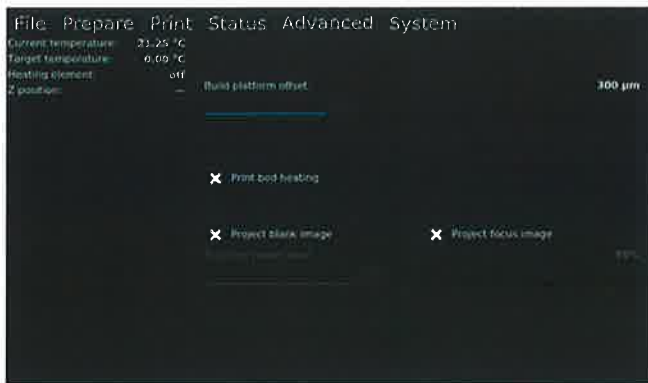 File Prepare Print Status Advanced System
Current temperature: 21.25 °C
Target temperature: 0.00 °C
Heating element: off
Z position: —
Build platform offset 300 µm
Print bed heating
Project blank image Project focus image